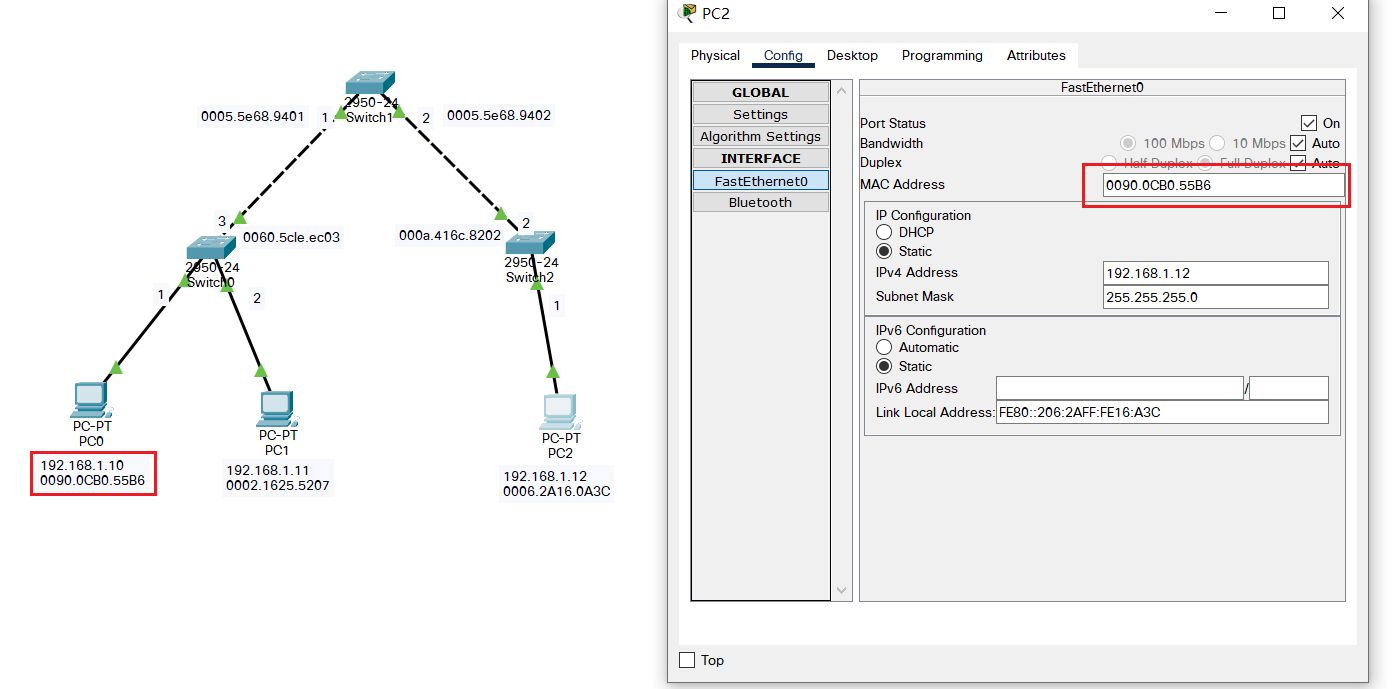 2950-24
Switch1
0005.5e68.9401
1
2
0005.5e68.9402
3
0060.5cle.ec03
000a.416c.8202
2
2950-24
Switch0
2950-24
Switch2
1
2
1
PC-PT
PC0
PC-PT
PC1
PC-PT
PC2
192.168.1.10
0090.0CB0.55B6
192.168.1.11
0002.1625.5207
192.168.1.12
0006.2A16.0A3C
PC2
Physical Config Desktop Programming Attributes
GLOBAL
Settings
Algorithm Settings
INTERFACE
FastEthernet0
Bluetooth
FastEthernet0
Port Status On
Bandwidth 100 Mbps 10 Mbps Auto
Duplex Half Duplex Full Duplex Auto
MAC Address 0090.0CB0.55B6
IP Configuration
DHCP
Static
IPv4 Address 192.168.1.12
Subnet Mask 255.255.255.0
IPv6 Configuration
Automatic
Static
IPv6 Address /
Link Local Address: FE80::206:2AFF:FE16:A3C
Top